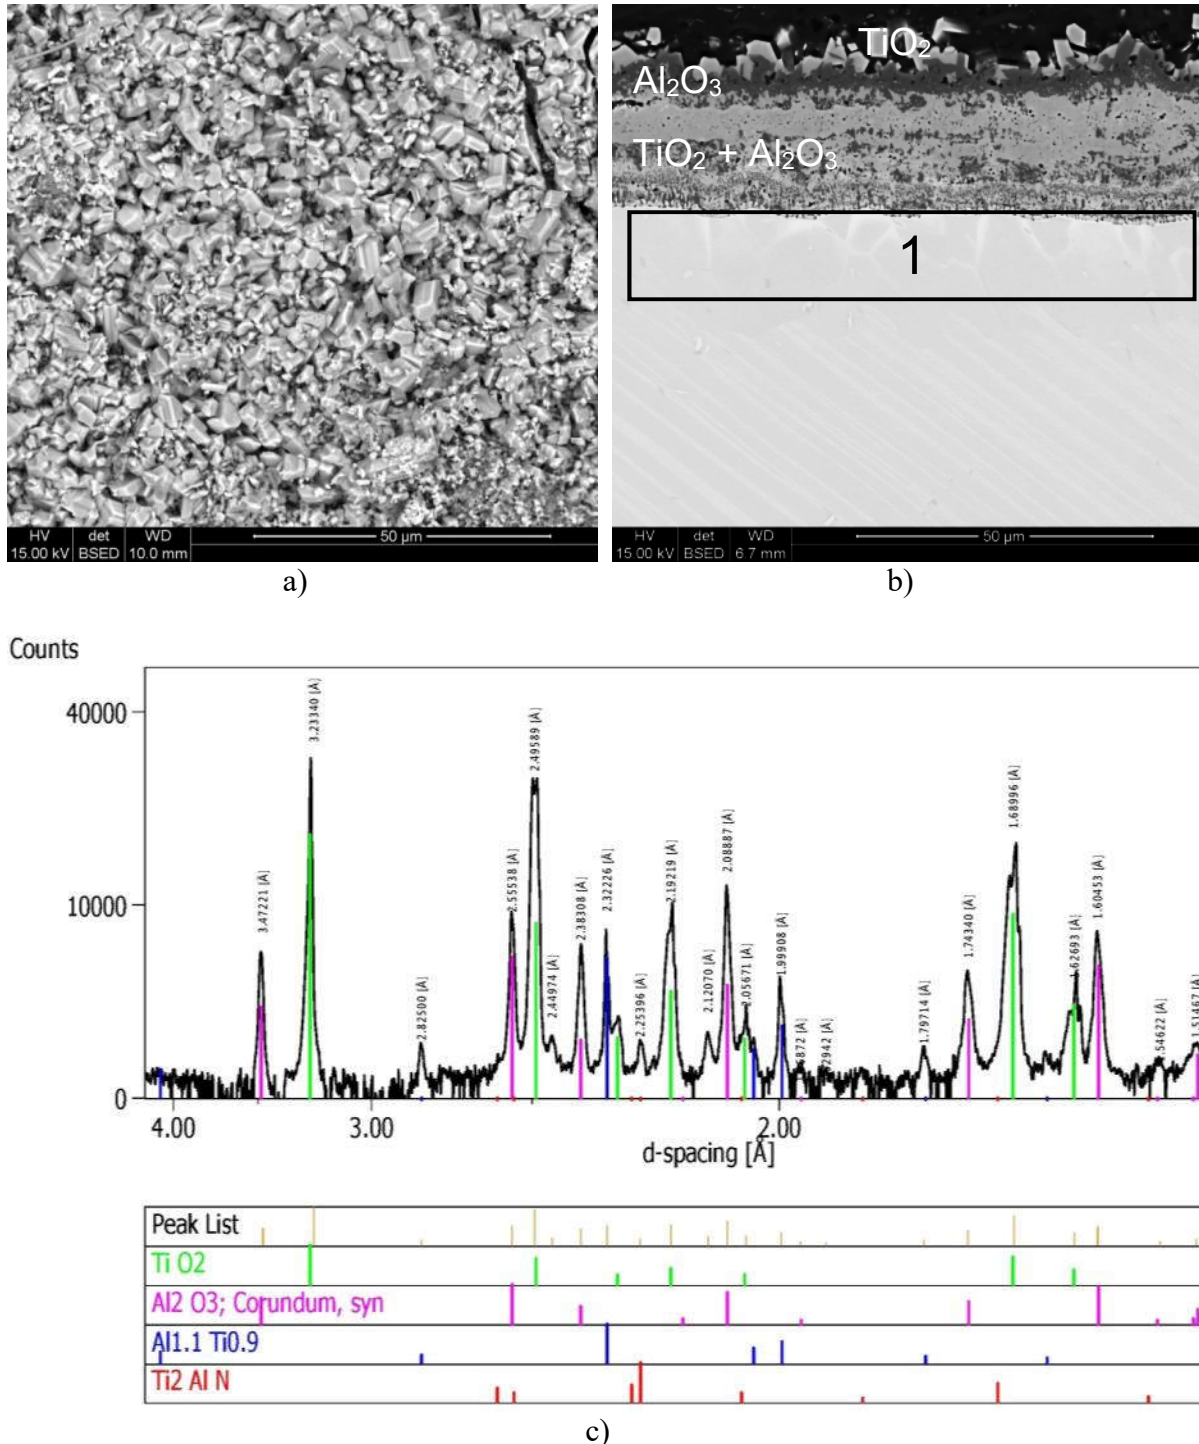 HV det WD
15.00 kV BSED 10.0 mm 50 µm
a)
TiO₂
Al₂O₃
TiO₂ + Al₂O₃
1
HV det WD
15.00 kV BSED 6.7 mm 50 µm
b)
Counts
40000
10000
0
3.47221 [Å]
3.23340 [Å]
2.82500 [Å]
2.55538 [Å]
2.49589 [Å]
2.44974 [Å]
2.38308 [Å]
2.32226 [Å]
2.25396 [Å]
2.19219 [Å]
2.12070 [Å]
2.08887 [Å]
2.05671 [Å]
1.99908 [Å]
1.79714 [Å]
1.74340 [Å]
1.68996 [Å]
1.62693 [Å]
1.60453 [Å]
1.54622 [Å]
1.51467 [Å]
4.00 3.00 2.00
d-spacing [Å]
Peak List
Ti O2
Al2 O3; Corundum, syn
Al1.1 Ti0.9
Ti2 Al N
c)